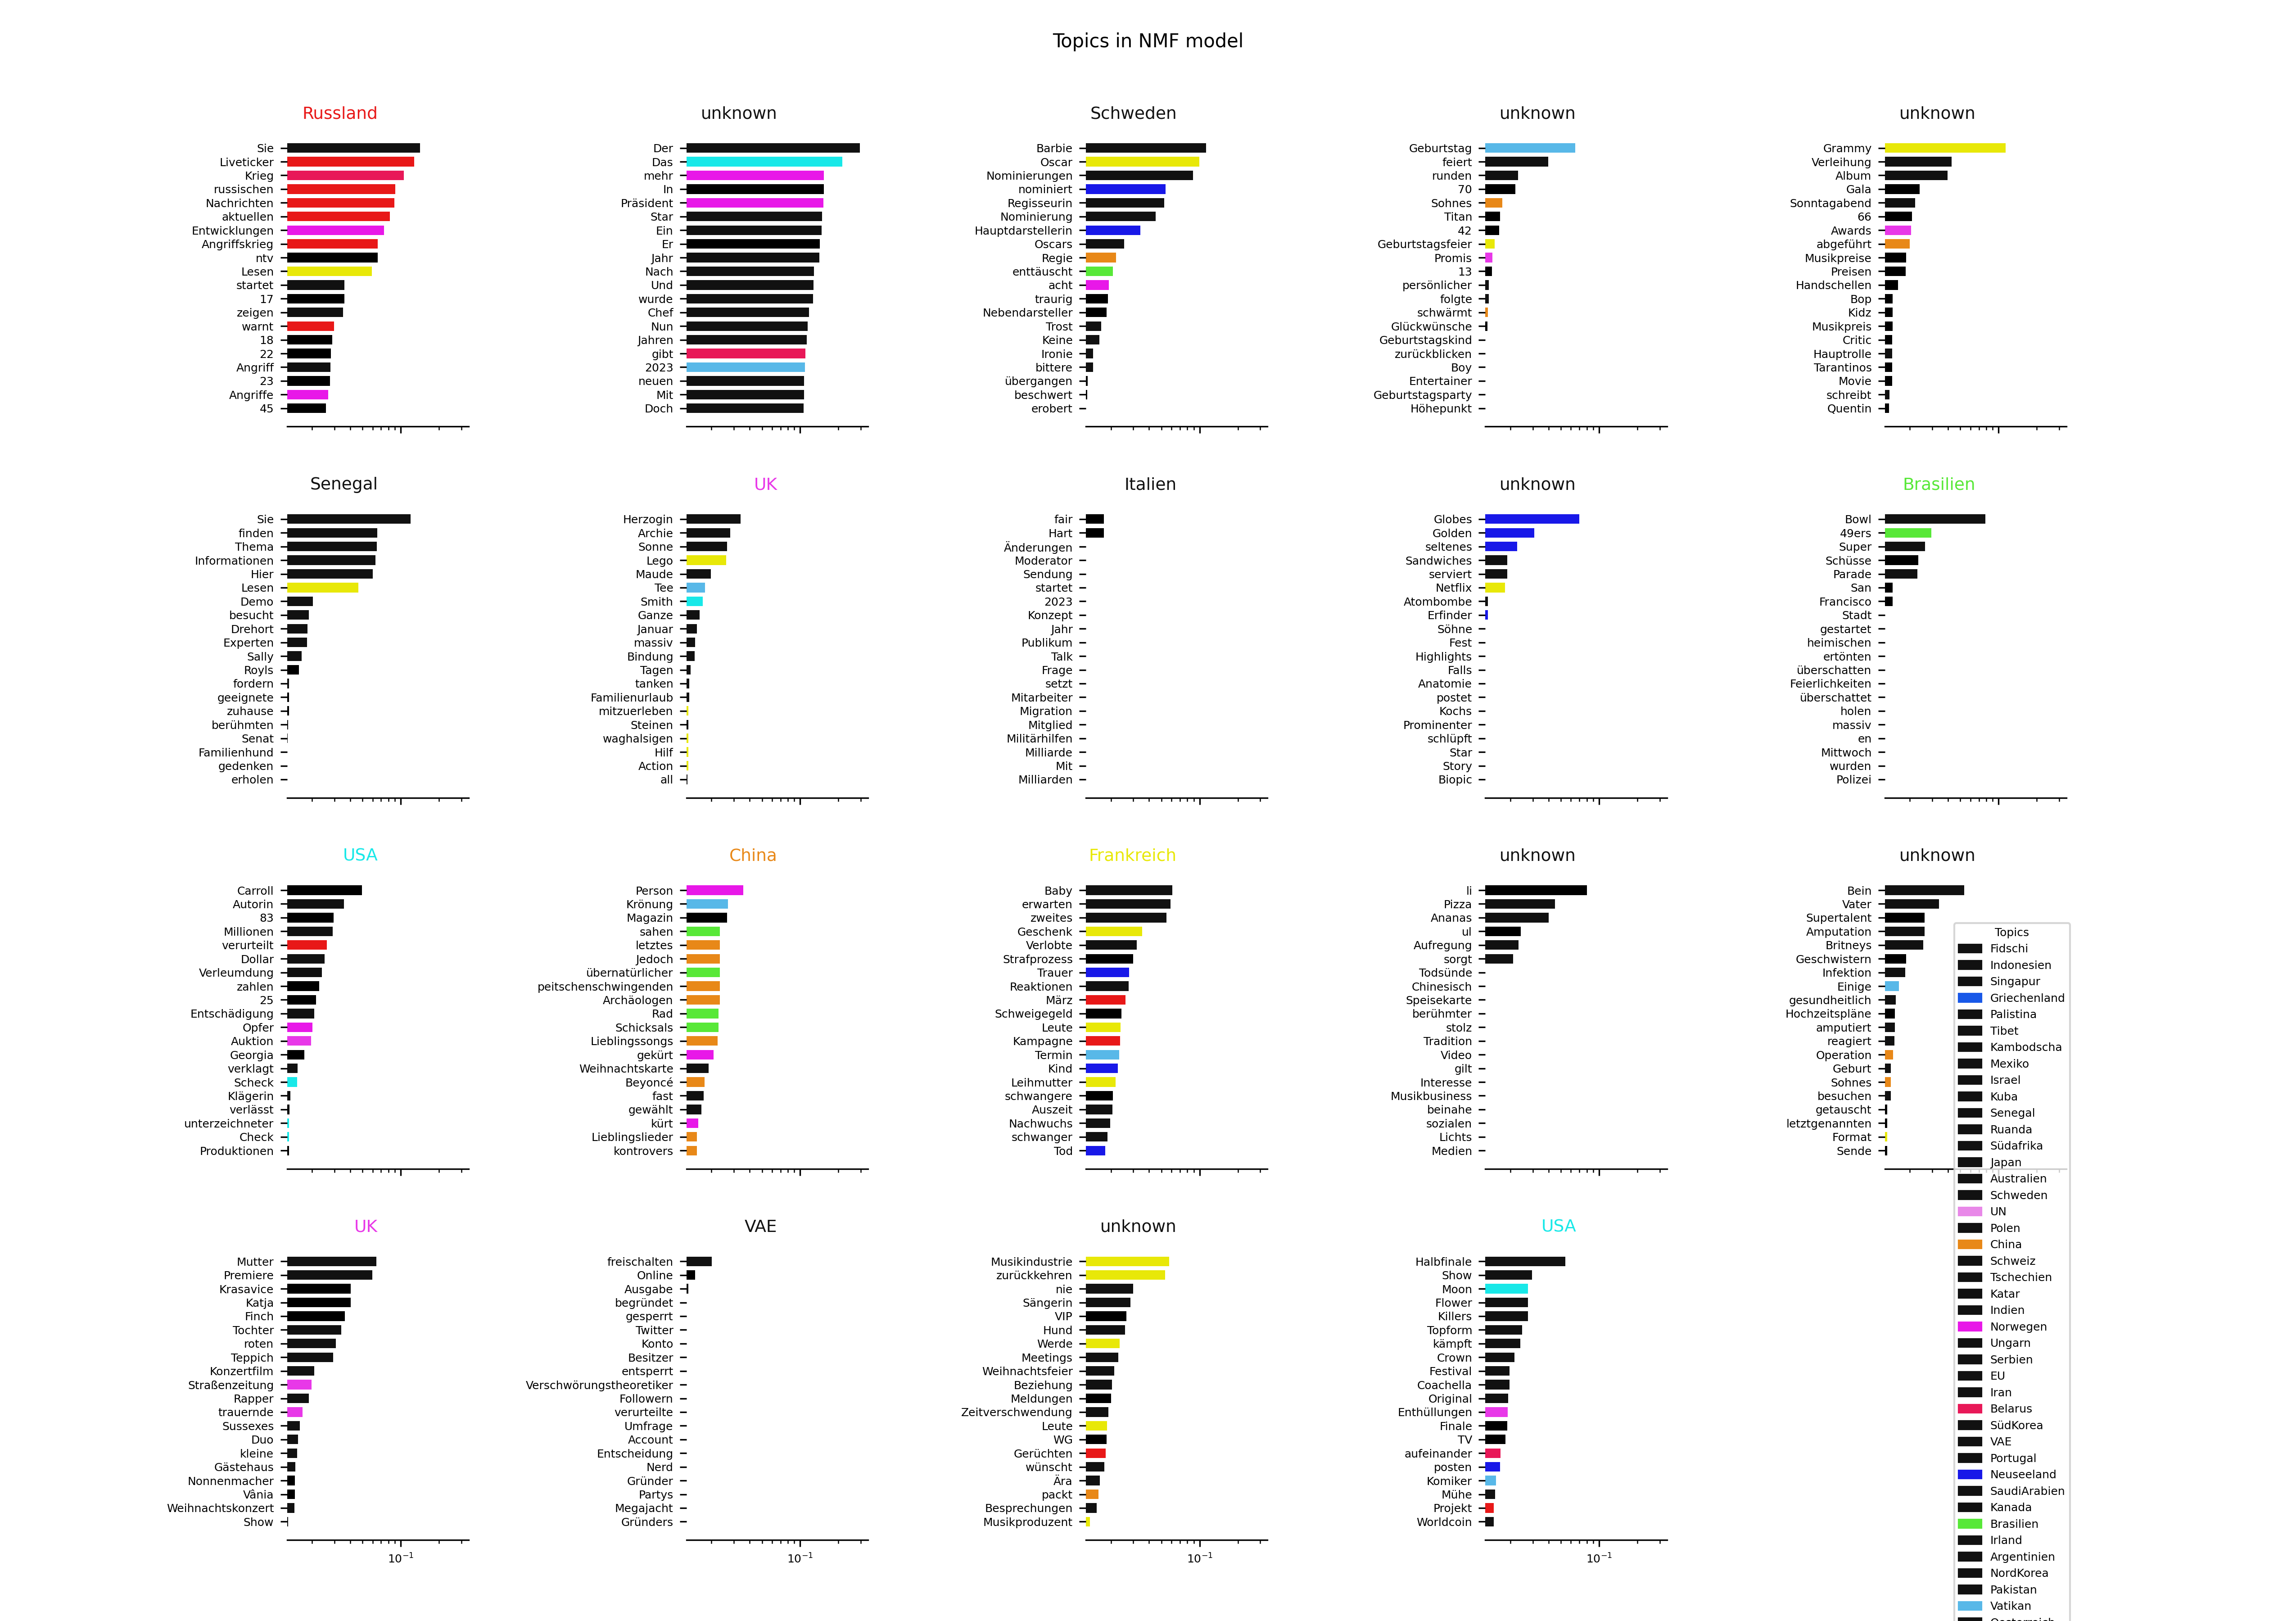 Topics in NMF model
Russland
Sie
Liveticker
Krieg
russischen
Nachrichten
aktuellen
Entwicklungen
Angriffskrieg
ntv
Lesen
startet
17
zeigen
warnt
18
22
Angriff
23
Angriffe
45
unknown
Der
Das
mehr
In
Präsident
Star
Ein
Er
Jahr
Nach
Und
wurde
Chef
Nun
Jahren
gibt
2023
neuen
Mit
Doch
Schweden
Barbie
Oscar
Nominierungen
nominiert
Regisseurin
Nominierung
Hauptdarstellerin
Oscars
Regie
enttäuscht
acht
traurig
Nebendarsteller
Trost
Keine
Ironie
bittere
übergangen
beschwert
erobert
unknown
Geburtstag
feiert
runden
70
Sohnes
Titan
42
Geburtstagsfeier
Promis
13
persönlicher
folgte
schwärmt
Glückwünsche
Geburtstagskind
zurückblicken
Boy
Entertainer
Geburtstagsparty
Höhepunkt
unknown
Grammy
Verleihung
Album
Gala
Sonntagabend
66
Awards
abgeführt
Musikpreise
Preisen
Handschellen
Bop
Kidz
Musikpreis
Critic
Hauptrolle
Tarantinos
Movie
schreibt
Quentin
Senegal
Sie
finden
Thema
Informationen
Hier
Lesen
Demo
besucht
Drehort
Experten
Sally
Royls
fordern
geeignete
zuhause
berühmten
Senat
Familienhund
gedenken
erholen
UK
Herzogin
Archie
Sonne
Lego
Maude
Tee
Smith
Ganze
Januar
massiv
Bindung
Tagen
tanken
Familienurlaub
mitzuerleben
Steinen
waghalsigen
Hilf
Action
all
Italien
fair
Hart
Änderungen
Moderator
Sendung
startet
2023
Konzept
Jahr
Publikum
Talk
Frage
setzt
Mitarbeiter
Migration
Mitglied
Militärhilfen
Milliarde
Mit
Milliarden
unknown
Globes
Golden
seltenes
Sandwiches
serviert
Netflix
Atombombe
Erfinder
Söhne
Fest
Highlights
Falls
Anatomie
postet
Kochs
Prominenter
schlüpft
Star
Story
Biopic
Brasilien
Bowl
49ers
Super
Schüsse
Parade
San
Francisco
Stadt
gestartet
heimischen
ertönten
überschatten
Feierlichkeiten
überschattet
holen
massiv
en
Mittwoch
wurden
Polizei
USA
Carroll
Autorin
83
Millionen
verurteilt
Dollar
Verleumdung
zahlen
25
Entschädigung
Opfer
Auktion
Georgia
verklagt
Scheck
Klägerin
verlässt
unterzeichneter
Check
Produktionen
China
Person
Krönung
Magazin
sahen
letztes
Jedoch
übernatürlicher
peitschenschwingenden
Archäologen
Rad
Schicksals
Lieblingssongs
gekürt
Weihnachtskarte
Beyoncé
fast
gewählt
kürt
Lieblingslieder
kontrovers
Frankreich
Baby
erwarten
zweites
Geschenk
Verlobte
Strafprozess
Trauer
Reaktionen
März
Schweigegeld
Leute
Kampagne
Termin
Kind
Leihmutter
schwangere
Auszeit
Nachwuchs
schwanger
Tod
unknown
li
Pizza
Ananas
ul
Aufregung
sorgt
Todsünde
Chinesisch
Speisekarte
berühmter
stolz
Tradition
Video
gilt
Interesse
Musikbusiness
beinahe
sozialen
Lichts
Medien
unknown
Bein
Vater
Supertalent
Amputation
Britneys
Geschwistern
Infektion
Einige
gesundheitlich
Hochzeitspläne
amputiert
reagiert
Operation
Geburt
Sohnes
besuchen
getauscht
letztgenannten
Format
Sende
UK
Mutter
Premiere
Krasavice
Katja
Finch
Tochter
roten
Teppich
Konzertfilm
Straßenzeitung
Rapper
trauernde
Sussexes
Duo
kleine
Gästehaus
Nonnenmacher
Vânia
Weihnachtskonzert
Show
10⁻¹
VAE
freischalten
Online
Ausgabe
begründet
gesperrt
Twitter
Konto
Besitzer
entsperrt
Verschwörungstheoretiker
Followern
verurteilte
Umfrage
Account
Entscheidung
Nerd
Gründer
Partys
Megajacht
Gründers
10⁻¹
unknown
Musikindustrie
zurückkehren
nie
Sängerin
VIP
Hund
Werde
Meetings
Weihnachtsfeier
Beziehung
Meldungen
Zeitverschwendung
Leute
WG
Gerüchten
wünscht
Ära
packt
Besprechungen
Musikproduzent
10⁻¹
USA
Halbfinale
Show
Moon
Flower
Killers
Topform
kämpft
Crown
Festival
Coachella
Original
Enthüllungen
Finale
TV
aufeinander
posten
Komiker
Mühe
Projekt
Worldcoin
10⁻¹
Topics
Fidschi
Indonesien
Singapur
Griechenland
Palistina
Tibet
Kambodscha
Mexiko
Israel
Kuba
Senegal
Ruanda
Südafrika
Japan
Australien
Schweden
UN
Polen
China
Schweiz
Tschechien
Katar
Indien
Norwegen
Ungarn
Serbien
EU
Iran
Belarus
SüdKorea
VAE
Portugal
Neuseeland
SaudiArabien
Kanada
Brasilien
Irland
Argentinien
NordKorea
Pakistan
Vatikan